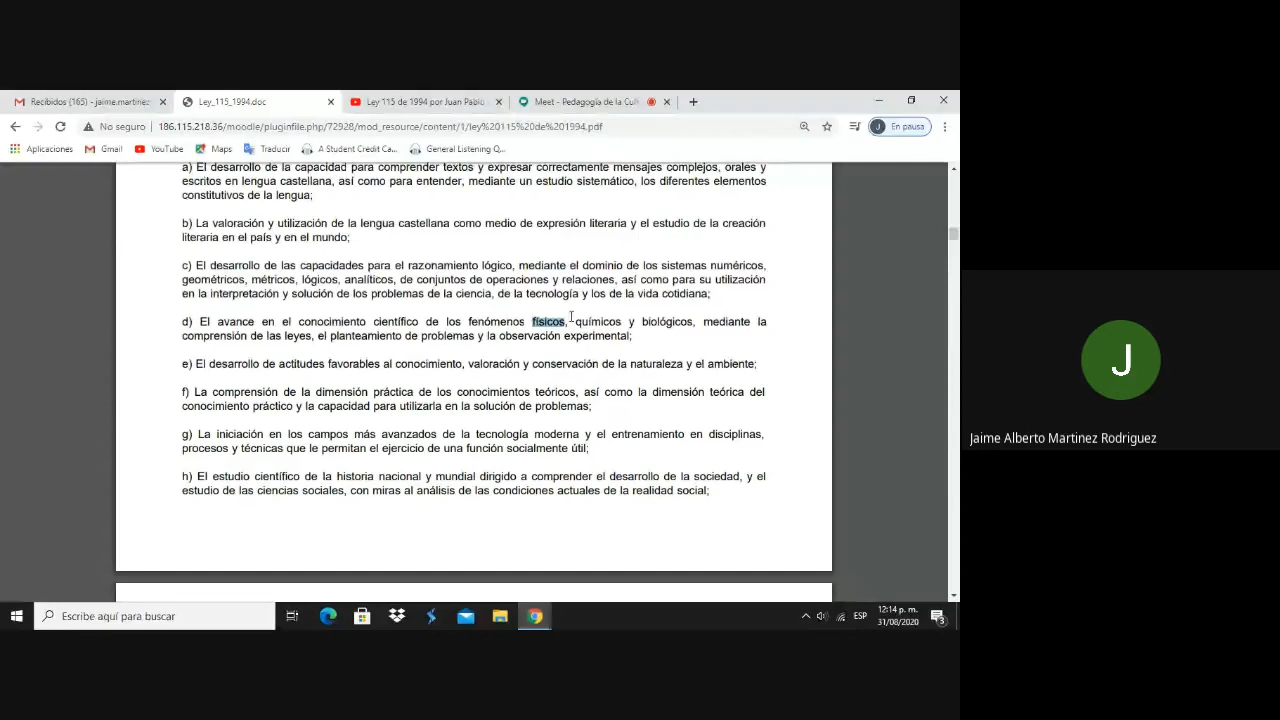 Recibidos (165) - jaime.martinez
Ley_115_1994.doc
Ley 115 de 1994 por Juan Pablo
Meet - Pedagogía de la Cul
No seguro
186.115.218.36/moodle/pluginfile.php/72928/mod_resource/content/1/ley%20115%20de%201994.pdf
J
En pausa
Aplicaciones
Gmail
YouTube
Maps
Traducir
A Student Credit Ca...
General Listening Q...
a) El desarrollo de la capacidad para comprender textos y expresar correctamente mensajes complejos, orales y
escritos en lengua castellana, así como para entender, mediante un estudio sistemático, los diferentes elementos
constitutivos de la lengua;
b) La valoración y utilización de la lengua castellana como medio de expresión literaria y el estudio de la creación
literaria en el país y en el mundo;
c) El desarrollo de las capacidades para el razonamiento lógico, mediante el dominio de los sistemas numéricos,
geométricos, métricos, lógicos, analíticos, de conjuntos de operaciones y relaciones, así como para su utilización
en la interpretación y solución de los problemas de la ciencia, de la tecnología y los de la vida cotidiana;
d) El avance en el conocimiento científico de los fenómenos físicos, químicos y biológicos, mediante la
comprensión de las leyes, el planteamiento de problemas y la observación experimental;
e) El desarrollo de actitudes favorables al conocimiento, valoración y conservación de la naturaleza y el ambiente;
f) La comprensión de la dimensión práctica de los conocimientos teóricos, así como la dimensión teórica del
conocimiento práctico y la capacidad para utilizarla en la solución de problemas;
g) La iniciación en los campos más avanzados de la tecnología moderna y el entrenamiento en disciplinas,
procesos y técnicas que le permitan el ejercicio de una función socialmente útil;
h) El estudio científico de la historia nacional y mundial dirigido a comprender el desarrollo de la sociedad, y el
estudio de las ciencias sociales, con miras al análisis de las condiciones actuales de la realidad social;
J
Jaime Alberto Martinez Rodriguez
Escribe aquí para buscar
ESP
12:14 p. m.
31/08/2020
3